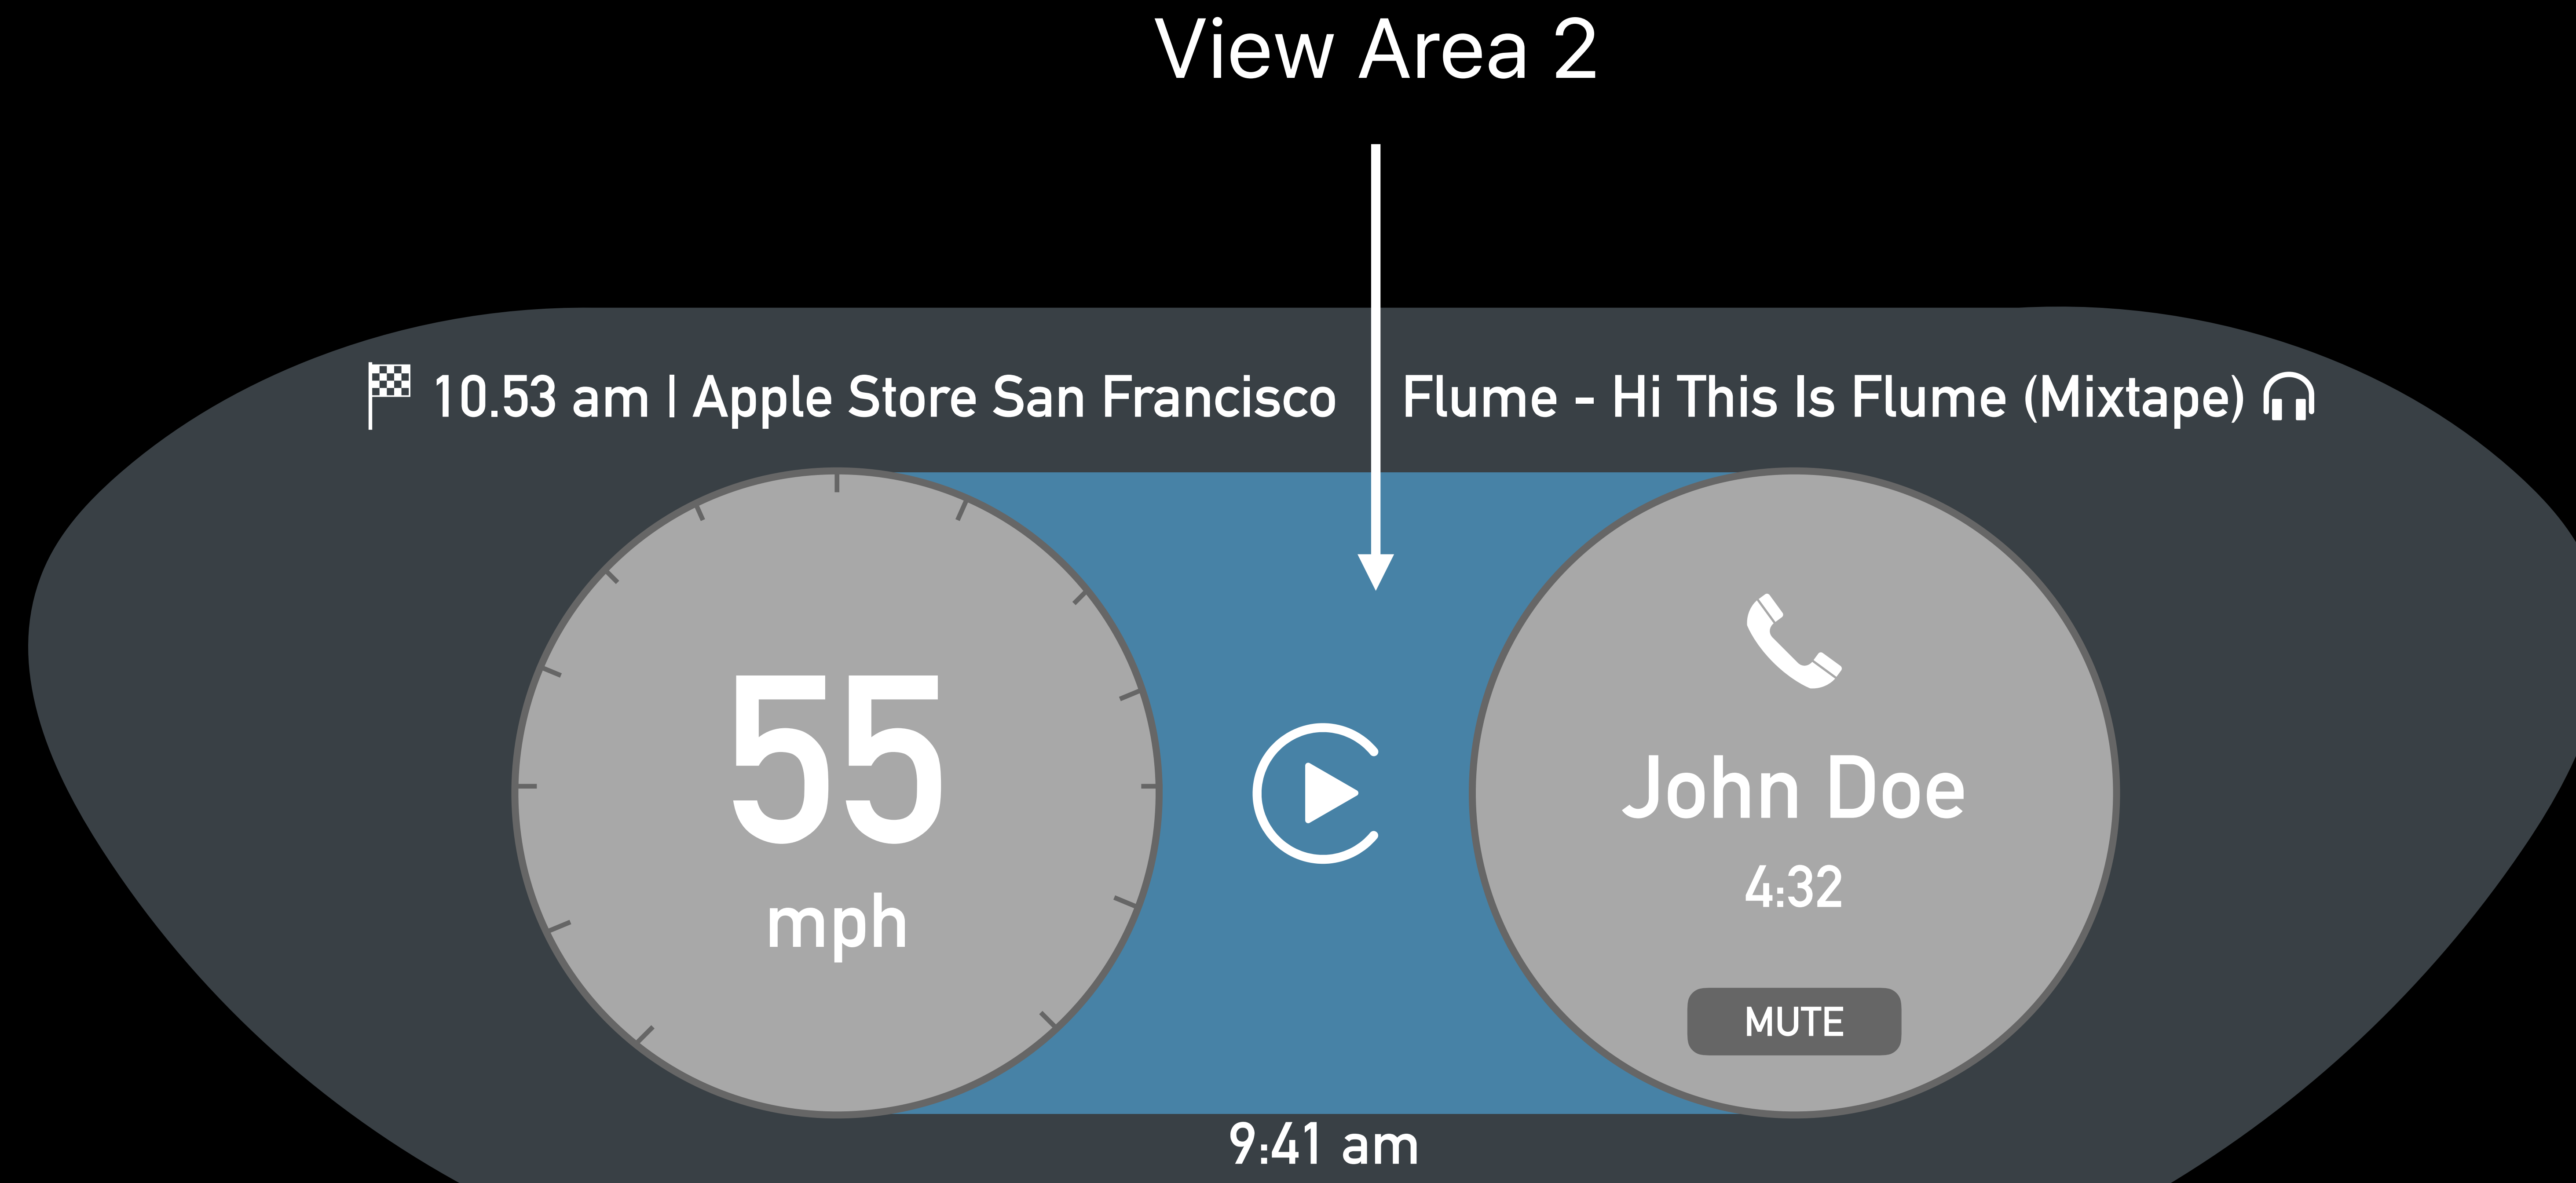 View Area 2
10.53 am | Apple Store San Francisco
Flume - Hi This Is Flume (Mixtape)
55
mph
John Doe
4:32
MUTE
9:41 am